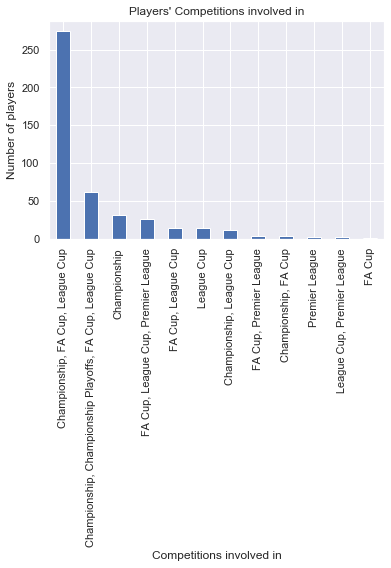 Players' Competitions involved in
Number of players
250
200
150
100
50
0
Championship, FA Cup, League Cup
Championship, Championship Playoffs, FA Cup, League Cup
Championship
FA Cup, League Cup, Premier League
FA Cup, League Cup
League Cup
Championship, League Cup
FA Cup, Premier League
Championship, FA Cup
Premier League
League Cup, Premier League
FA Cup
Competitions involved in